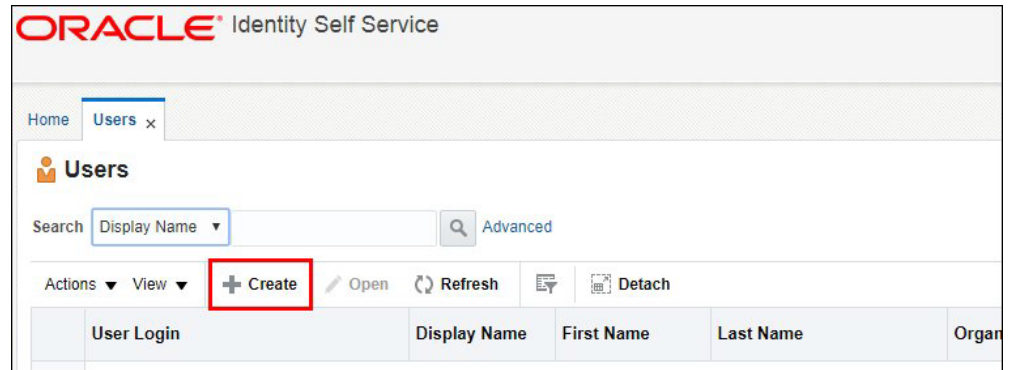 ORACLE® Identity Self Service
Home Users x
Users
Search Display Name ▼ Advanced
Actions ▼ View ▼ Create Open Refresh Detach
User Login Display Name First Name Last Name Organ